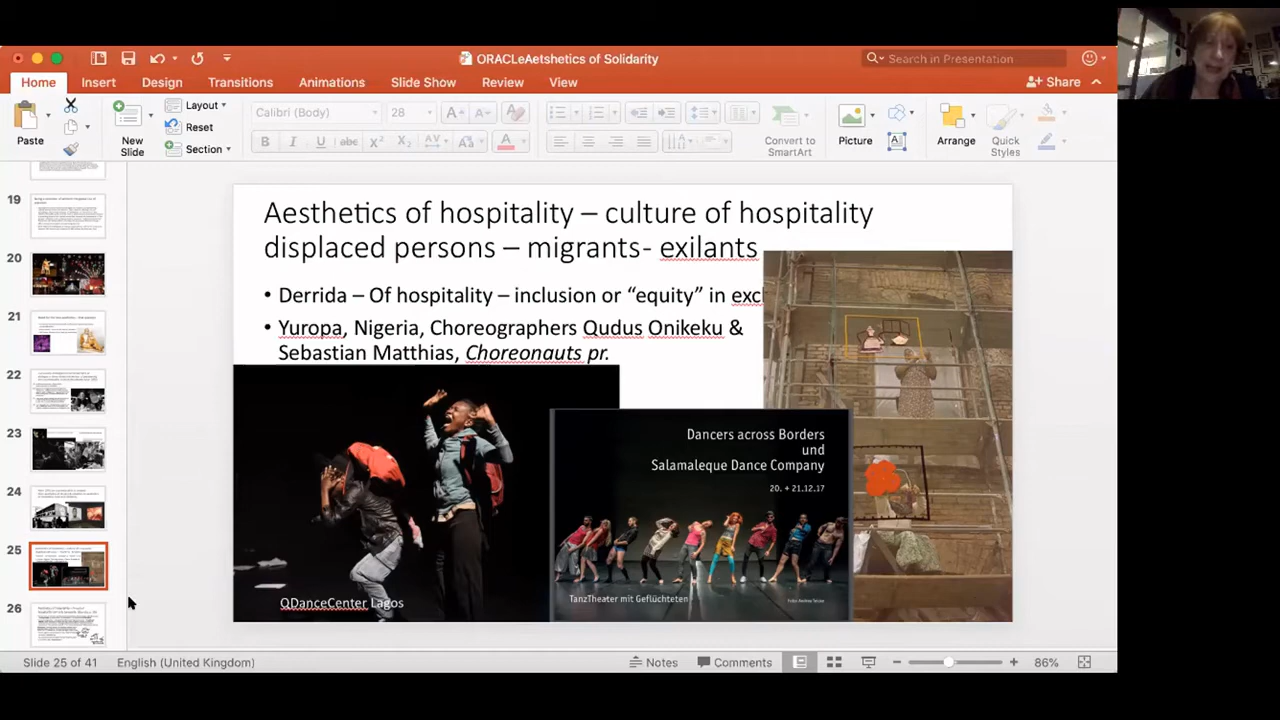 ORACLeAetshetics of Solidarity
Search in Presentation
Home Insert Design Transitions Animations Slide Show Review View
Share
Paste
New
Slide
Layout
Reset
Section
Calibri (Body) 28
Convert to
SmartArt
Picture
Arrange
Quick
Styles
19
20
21
22
23
24
25
26
Aesthetics of hospitality – culture of hospitality
displaced persons – migrants- exilants
• Derrida – Of hospitality – inclusion or “equity” in excl
• Yuropa, Nigeria, Choreographers Qudus Onikeku &
Sebastian Matthias, Choreonauts pr.
QDanceCenter Lagos
Dancers across Borders
und
Salamaleque Dance Company
20. + 21.12.17
TanzTheater mit Geflüchteten
Slide 25 of 41 English (United Kingdom)
Notes Comments 86%